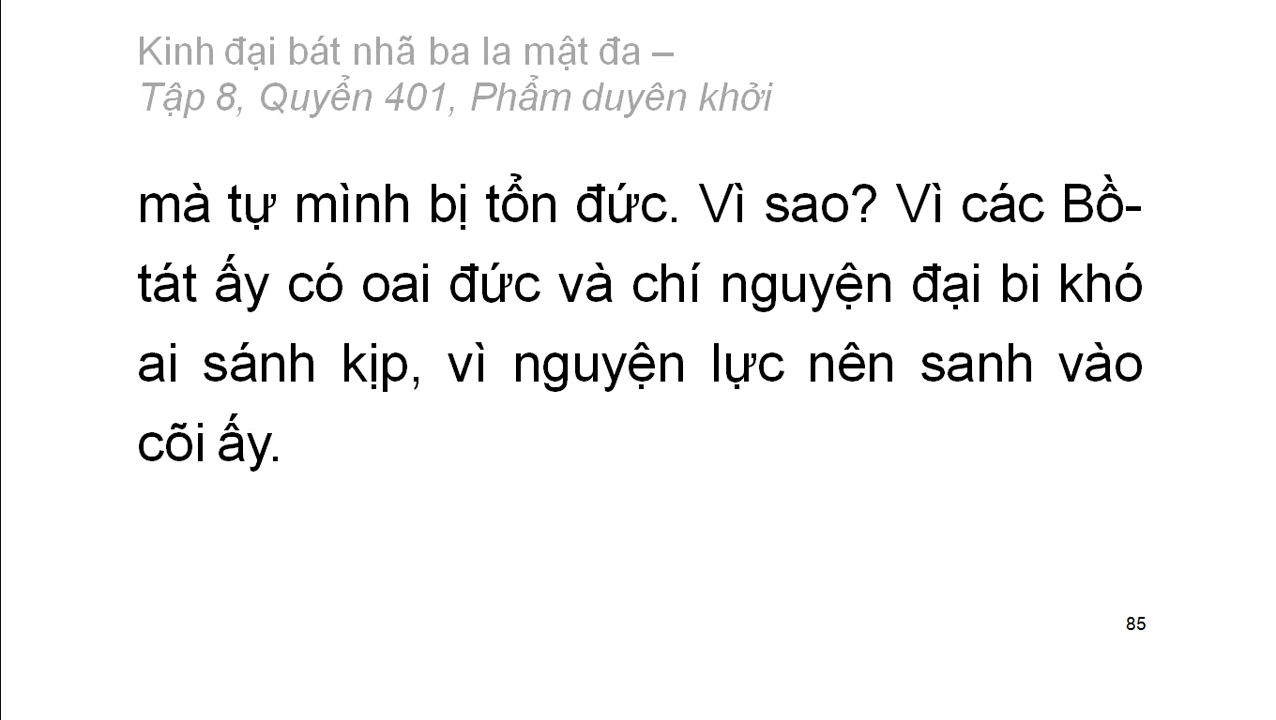 Kinh đại bát nhã ba la mật đa –
Tập 8, Quyển 401, Phẩm duyên khởi
mà tự mình bị tổn đức. Vì sao? Vì các Bồ-
tát ấy có oai đức và chí nguyện đại bi khó
ai sánh kịp, vì nguyện lực nên sanh vào
cõi ấy.
85